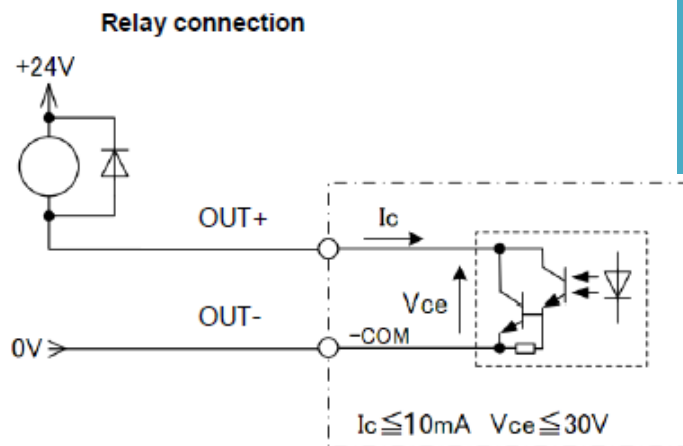 Relay connection
+24V
OUT+
Ic
Vce
OUT-
-COM
0V
Ic≦10mA Vce≦30V